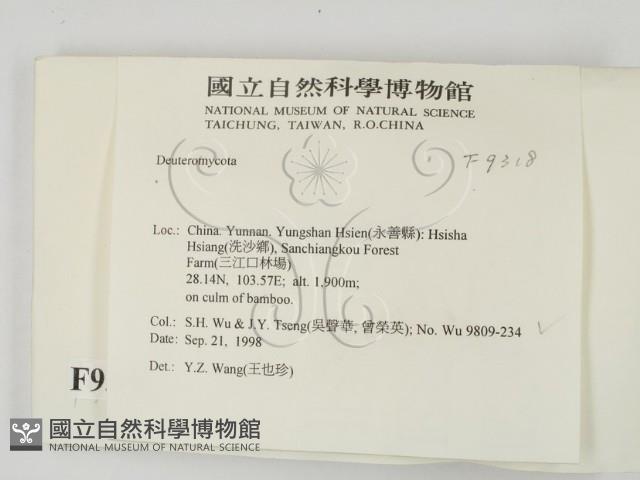 國立自然科學博物館
NATIONAL MUSEUM OF NATURAL SCIENCE
TAICHUNG, TAIWAN, R.O.CHINA
Deuteromycota
F9318
Loc.: China. Yunnan. Yungshan Hsien(永善縣): Hsisha
Hsiang(洗沙鄉), Sanchiangkou Forest
Farm(三江口林場)
28.14N, 103.57E; alt. 1,900m;
on culm of bamboo.
Col.: S.H. Wu & J.Y. Tseng(吳聲華, 曾榮英); No. Wu 9809-234
Date: Sep. 21, 1998
Det.: Y.Z. Wang(王也珍)
F9
國立自然科學博物館
NATIONAL MUSEUM OF NATURAL SCIENCE